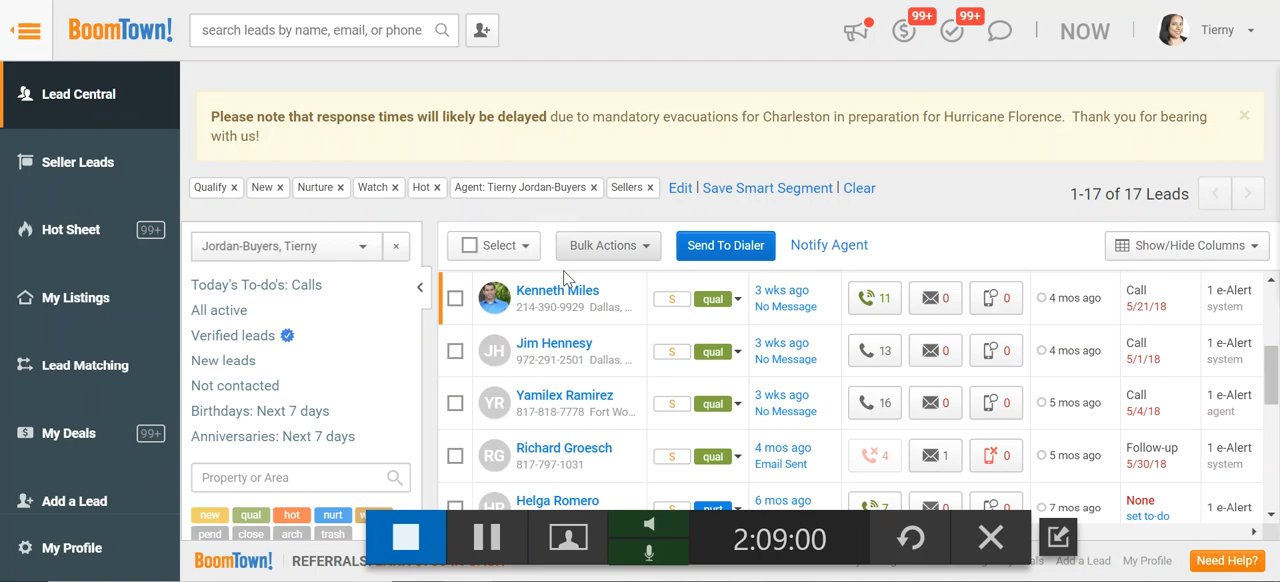 BoomTown!
search leads by name, email, or phone
99+
99+
NOW
Tierny
Lead Central
Seller Leads
Hot Sheet 99+
My Listings
Lead Matching
My Deals 99+
Add a Lead
My Profile
Please note that response times will likely be delayed due to mandatory evacuations for Charleston in preparation for Hurricane Florence. Thank you for bearing
with us!
Qualify × New × Nurture × Watch × Hot × Agent: Tierny Jordan-Buyers × Sellers × Edit | Save Smart Segment | Clear
1-17 of 17 Leads
Jordan-Buyers, Tierny ×
Today's To-do's: Calls
All active
Verified leads
New leads
Not contacted
Birthdays: Next 7 days
Anniversaries: Next 7 days
Property or Area
new qual hot nurt
pend close arch trash
Select Bulk Actions Send To Dialer Notify Agent Show/Hide Columns
Kenneth Miles S qual 3 wks ago 11 0 0 4 mos ago Call 1 e-Alert
214-390-9929 Dallas, ... No Message 5/21/18 system
JH Jim Hennesy S qual 3 wks ago 13 0 0 4 mos ago Call 1 e-Alert
972-291-2501 Dallas, ... No Message 5/1/18 system
YR Yamilex Ramirez S qual 3 wks ago 16 0 0 5 mos ago Call 1 e-Alert
817-818-7778 Fort Wo... No Message 5/4/18 agent
RG Richard Groesch S qual 4 mos ago 4 1 0 5 mos ago Follow-up 1 e-Alert
817-797-1031 Email Sent 5/30/18 system
HR Helga Romero S nurt 6 mos ago 7 0 0 7 mos ago None 1 e-Alert
set to-do
2:09:00
BoomTown! REFERRALS
Add a Lead My Profile Need Help?